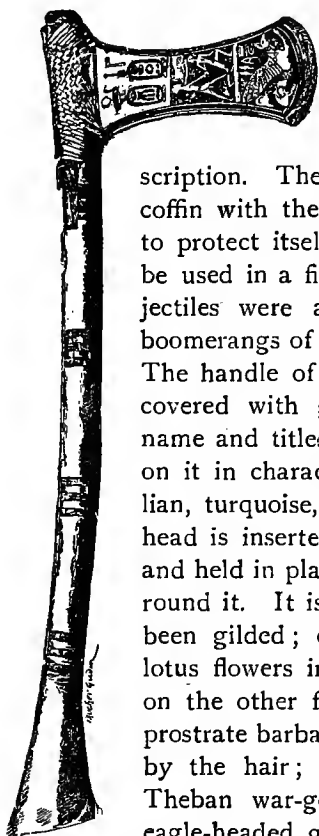 scription. The
coffin with the
to protect itsel
be used in a fi
jectiles were a
boomerangs of
The handle of
covered with
name and titles
on it in charac
lian, turquoise,
head is inserte
and held in pla
round it. It is
been gilded ;
lotus flowers in
on the other f
prostrate barba
by the hair ;
Theban war-g
eagle-headed